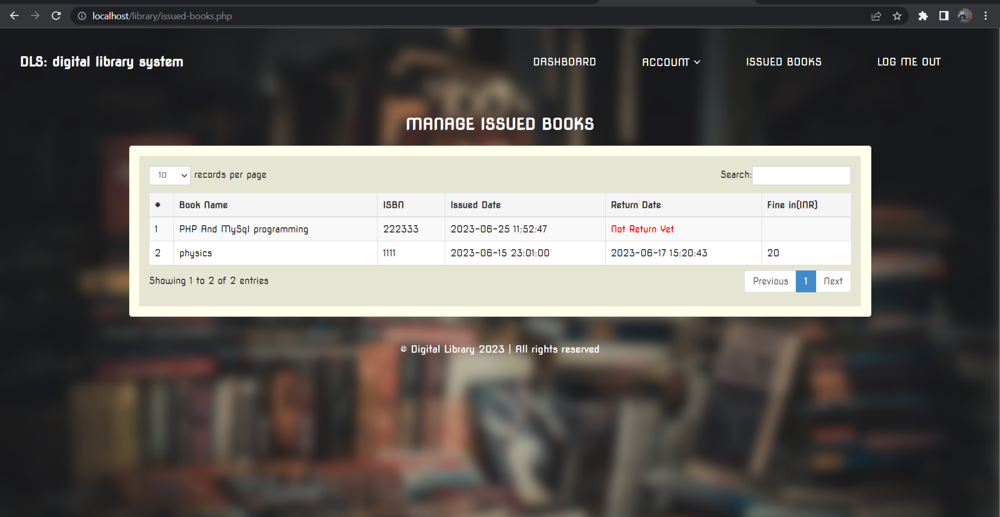 localhost/library/issued-books.php
DLS: digital library system DASHBOARD ACCOUNT ISSUED BOOKS LOG ME OUT
MANAGE ISSUED BOOKS
10 records per page Search:
# Book Name ISBN Issued Date Return Date Fine in(INR)
1 PHP And MySql programming 222333 2023-06-25 11:52:47 Not Return Yet
2 physics 1111 2023-06-15 23:01:00 2023-06-17 15:20:43 20
Showing 1 to 2 of 2 entries Previous 1 Next
© Digital Library 2023 | All rights reserved